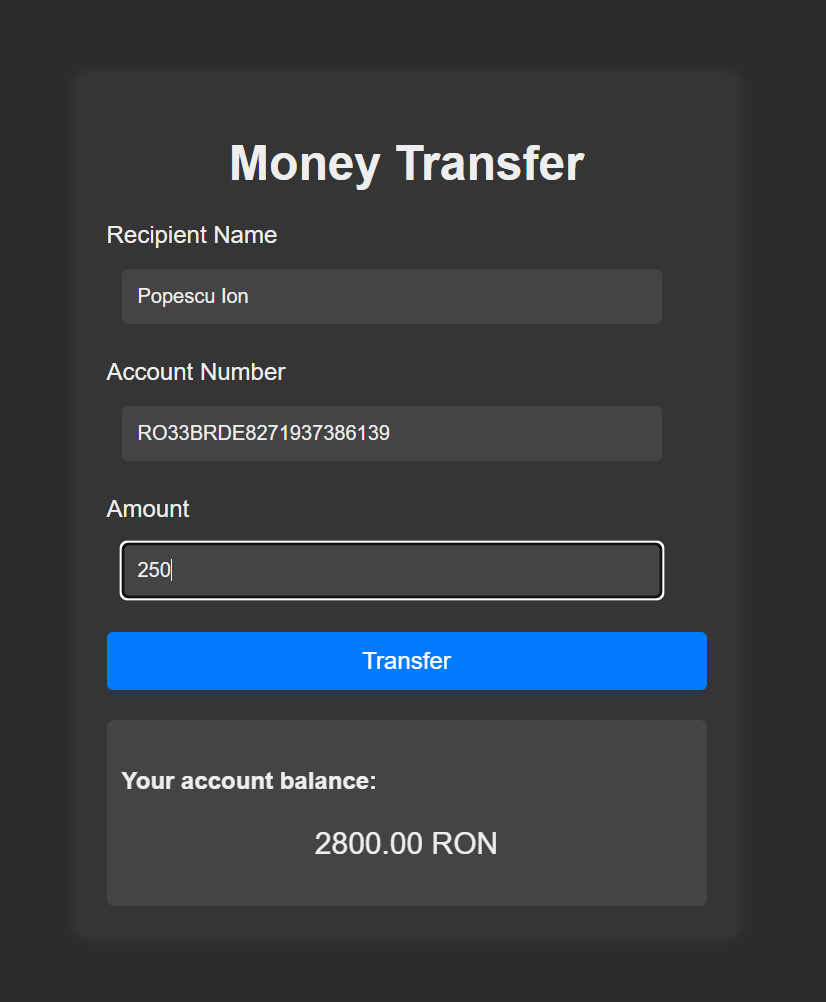 Money Transfer
Recipient Name
Popescu Ion
Account Number
RO33BRDE8271937386139
Amount
250
Transfer
Your account balance:
2800.00 RON